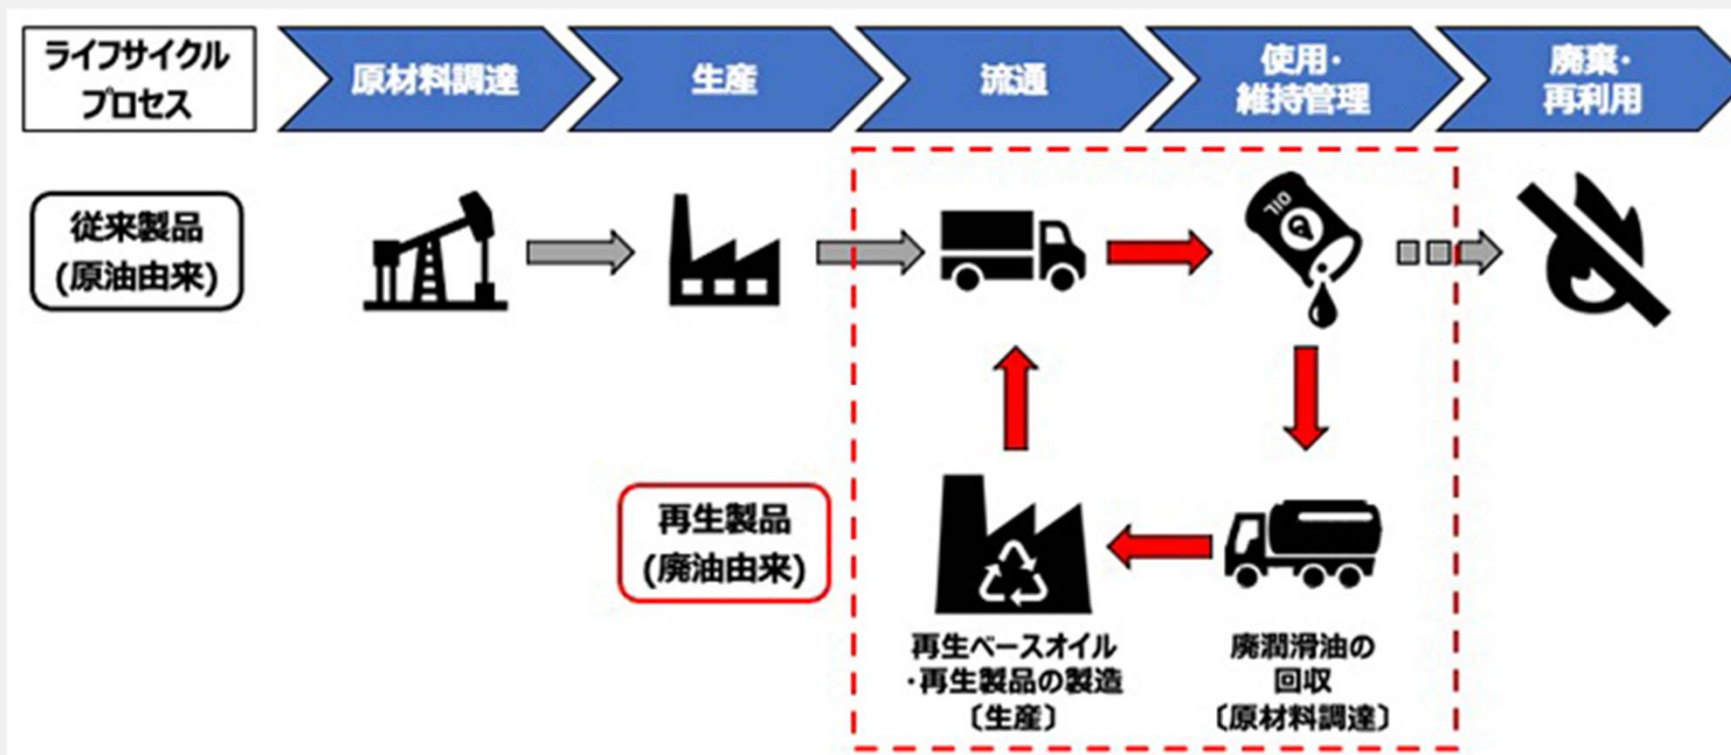 ライフサイクル
プロセス
原材料調達
生産
流通
使用・
維持管理
廃棄・
再利用
従来製品
(原油由来)
OIL
再生製品
(廃油由来)
再生ベースオイル
・再生製品の製造
〔生産〕
廃潤滑油の
回収
〔原材料調達〕